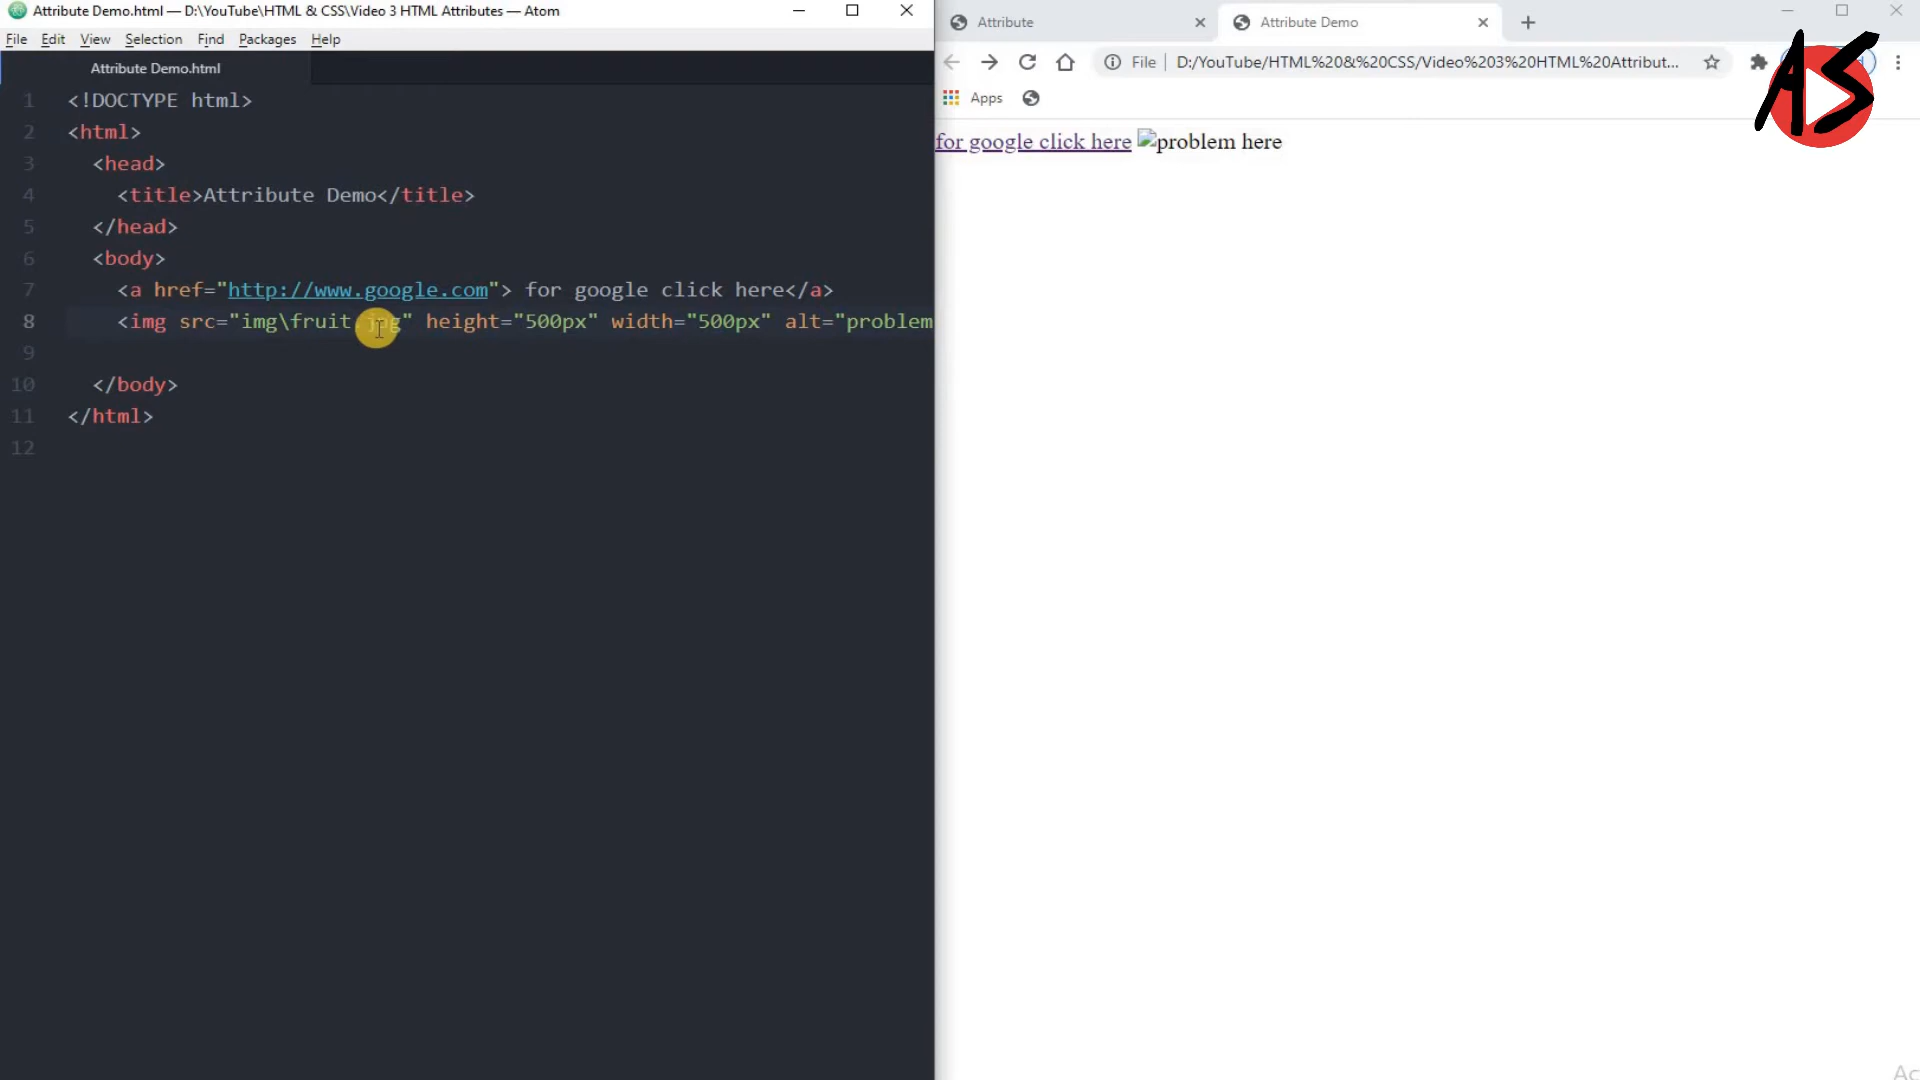 Attribute Demo.html — D:\YouTube\HTML & CSS\Video 3 HTML Attributes — Atom
File Edit View Selection Find Packages Help
Attribute Demo.html
1 <!DOCTYPE html>
2 <html>
3 <head>
4 <title>Attribute Demo</title>
5 </head>
6 <body>
7 <a href="http://www.google.com"> for google click here</a>
8 <img src="img\fruit.jpg" height="500px" width="500px" alt="problem
9
10 </body>
11 </html>
12
Attribute
Attribute Demo
File D:/YouTube/HTML%20&%20CSS/Video%203%20HTML%20Attribut...
Apps
for google click here problem here
AS
Ac